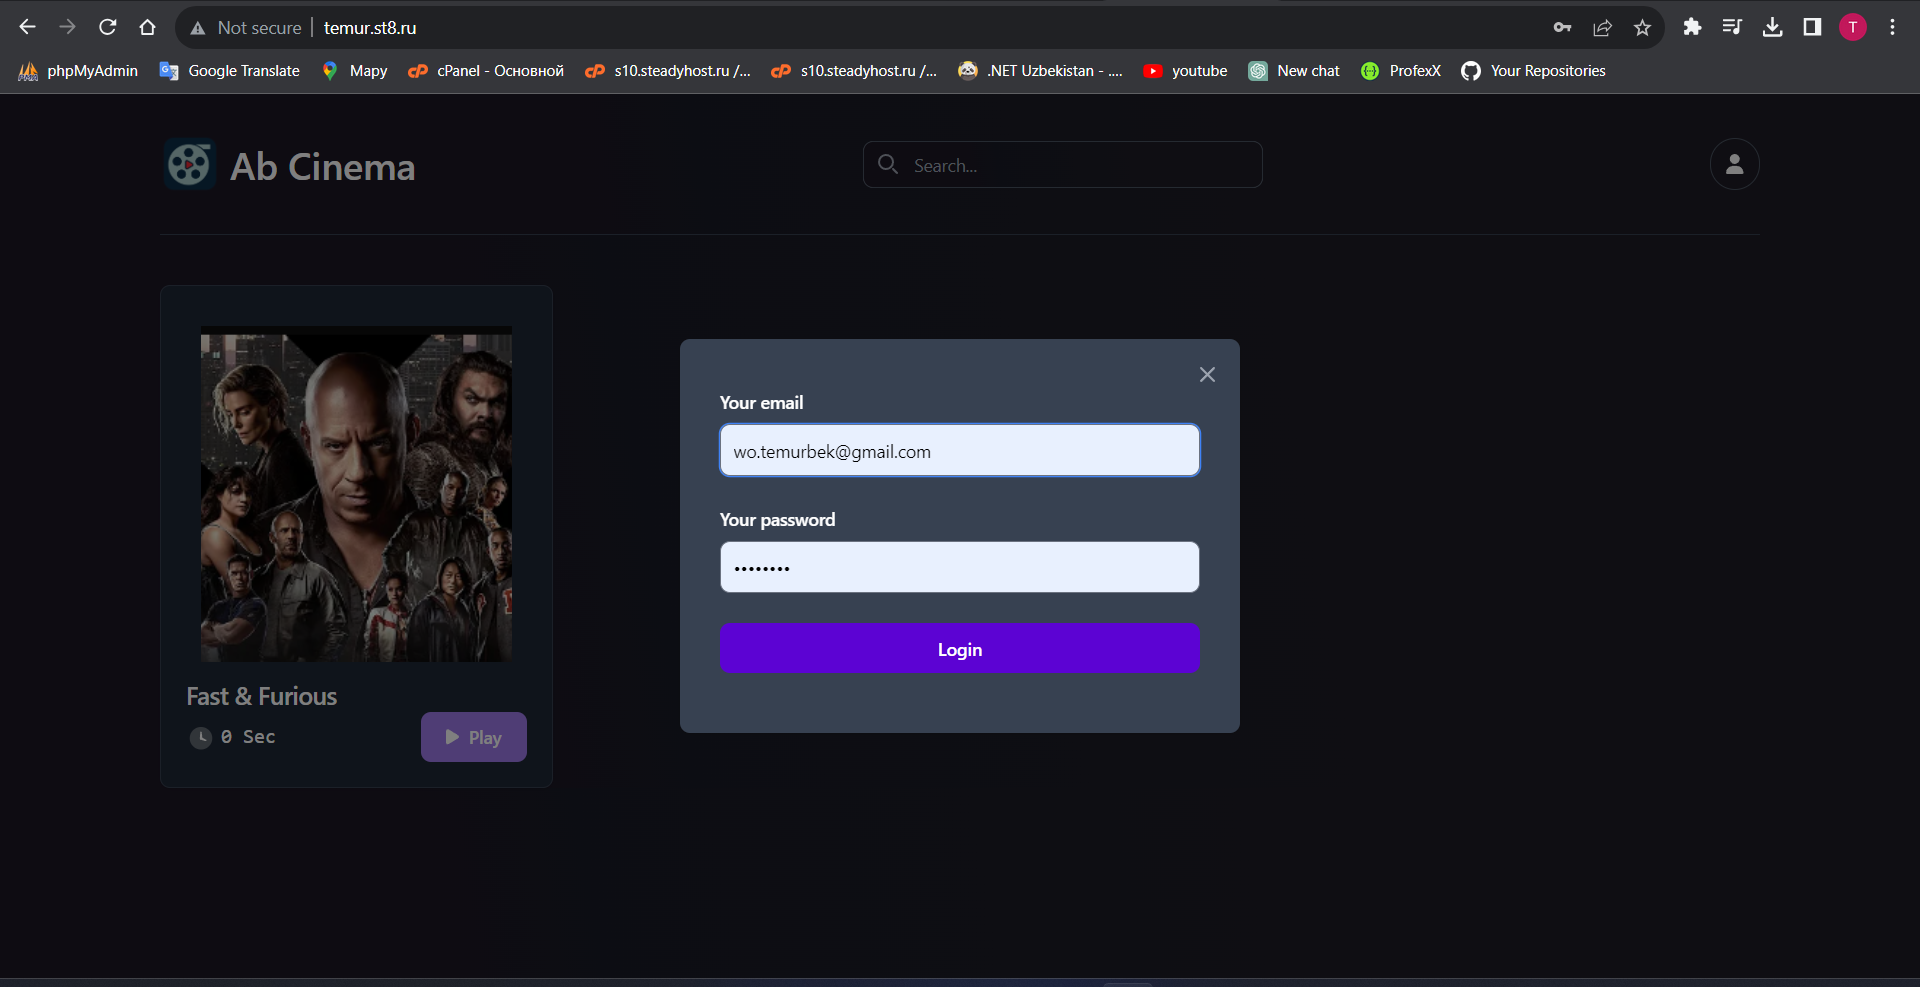 Not secure | temur.st8.ru
T
phpMyAdmin Google Translate Mapy cPanel - Основной s10.steadyhost.ru /... s10.steadyhost.ru /... .NET Uzbekistan - .... youtube New chat ProfexX Your Repositories
Ab Cinema
Search...
Your email
wo.temurbek@gmail.com
Your password
••••••••
Login
Fast & Furious
0 Sec
Play